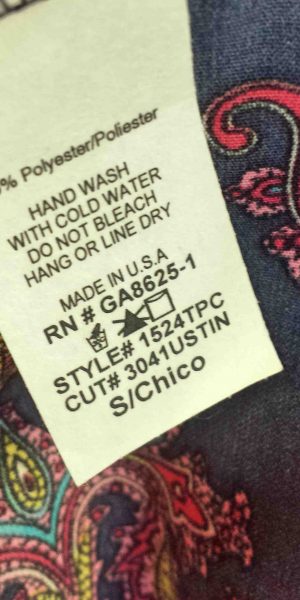 % Polyester/Poliester
HAND WASH
WITH COLD WATER
DO NOT BLEACH
HANG OR LINE DRY
MADE IN U.S.A
RN # GA8625-1
STYLE# 1524TPC
CUT# 3041USTIN
S/Chico